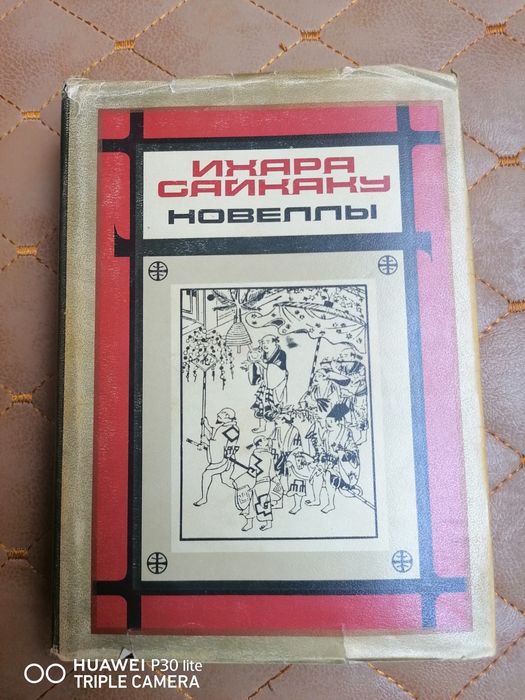 ИХАРА
САЙКАКУ
НОВЕЛЛЫ
HUAWEI P30 lite
TRIPLE CAMERA